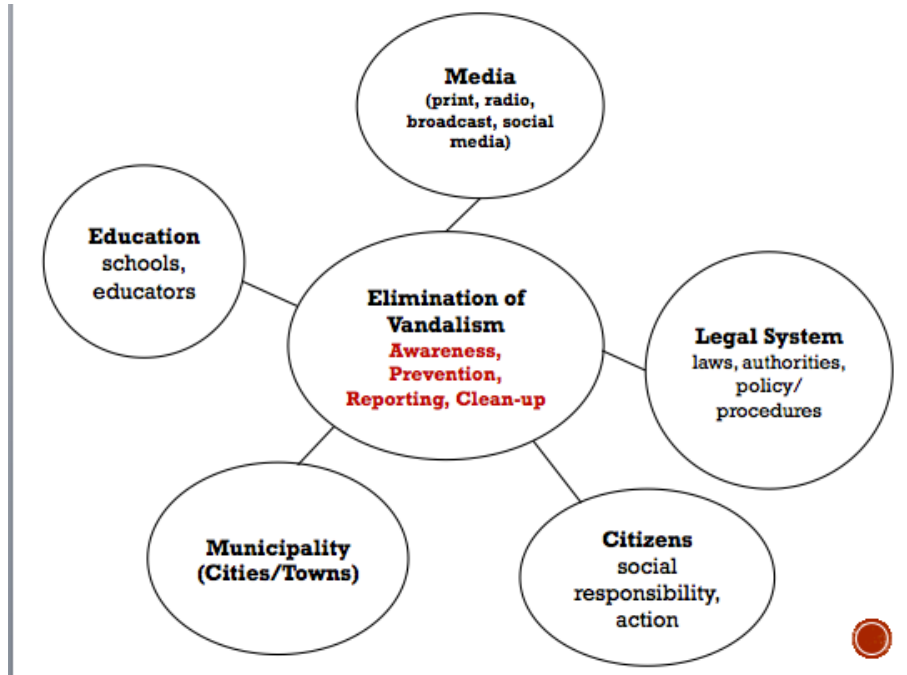 Media
(print, radio,
broadcast, social
media)
Education
schools,
educators
Elimination of
Vandalism
Awareness,
Prevention,
Reporting, Clean-up
Legal System
laws, authorities,
policy/
procedures
Municipality
(Cities/Towns)
Citizens
social
responsibility,
action